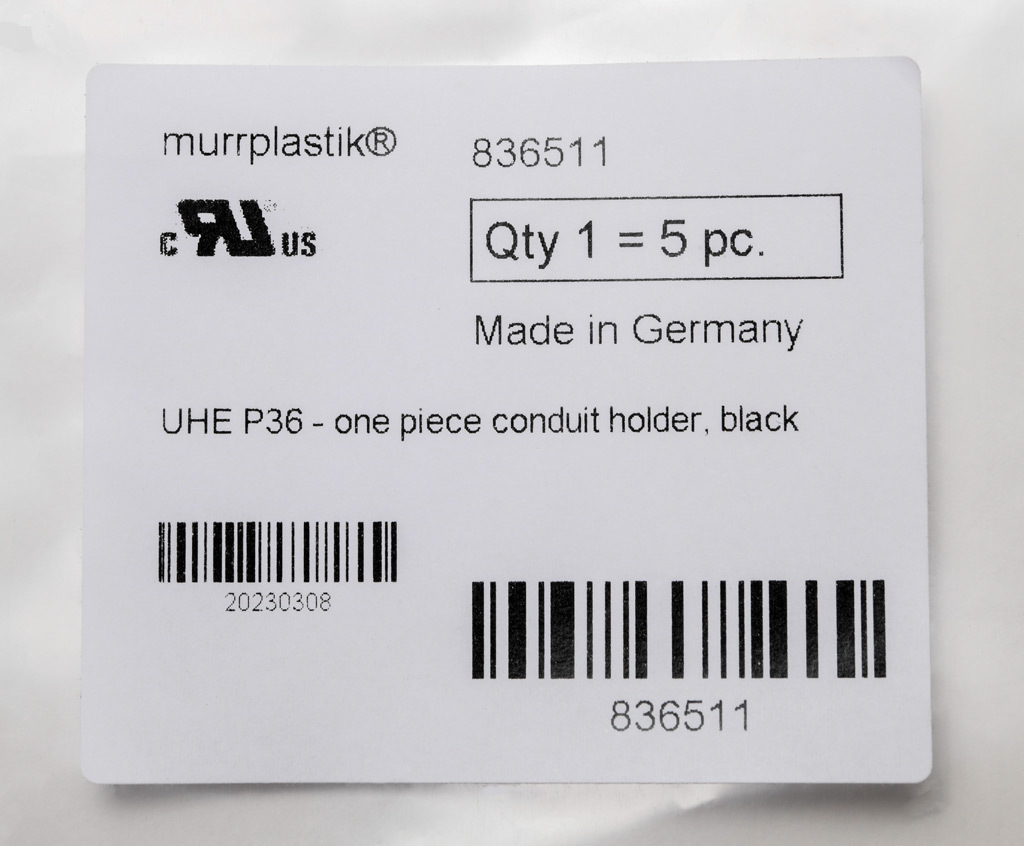 murrplastik®
836511
c RU US
Qty 1 = 5 pc.
Made in Germany
UHE P36 - one piece conduit holder, black
20230308
836511